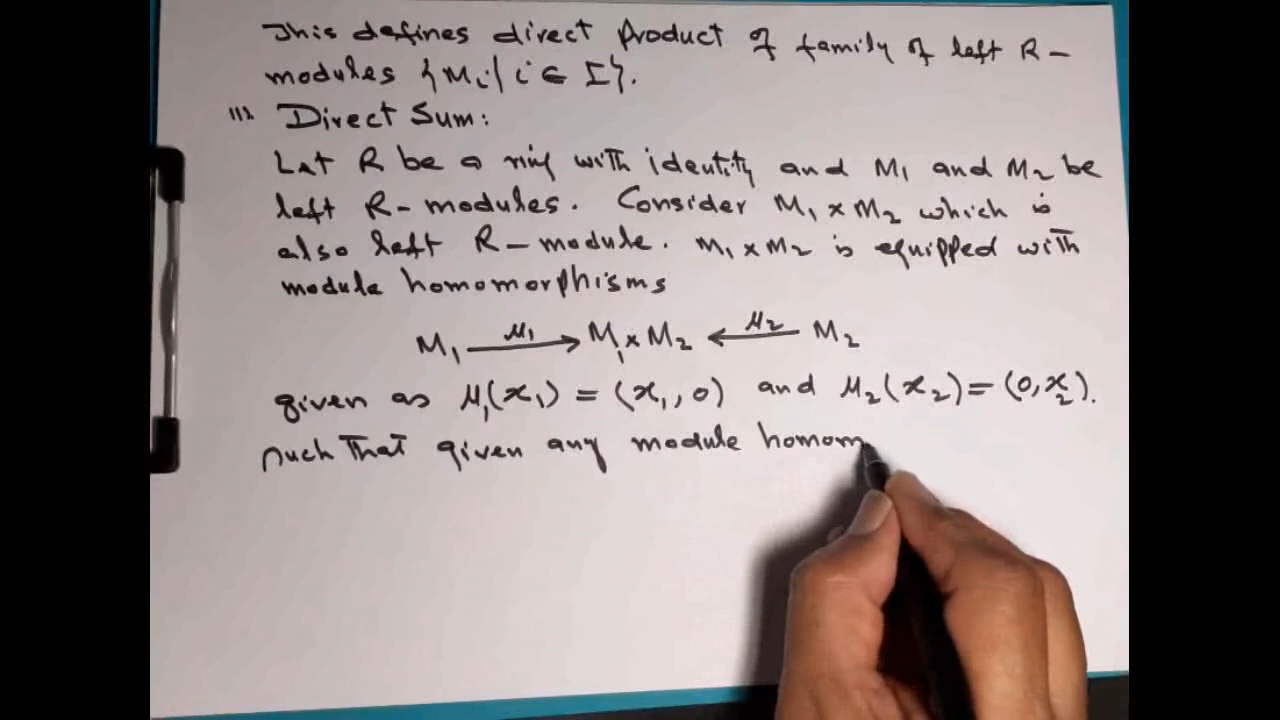 This defines direct product of family of left R-
modules {Mi | i ∈ I}.
III) Direct Sum:
Let R be a ring with identity and M1 and M2 be
left R-modules. Consider M1 × M2 which is
also left R-module. M1 × M2 is equipped with
module homomorphisms
M1 —μ1→ M1 × M2 ←μ2— M2
given as μ1(x1) = (x1, 0) and μ2(x2) = (0, x2).
such that given any module homom